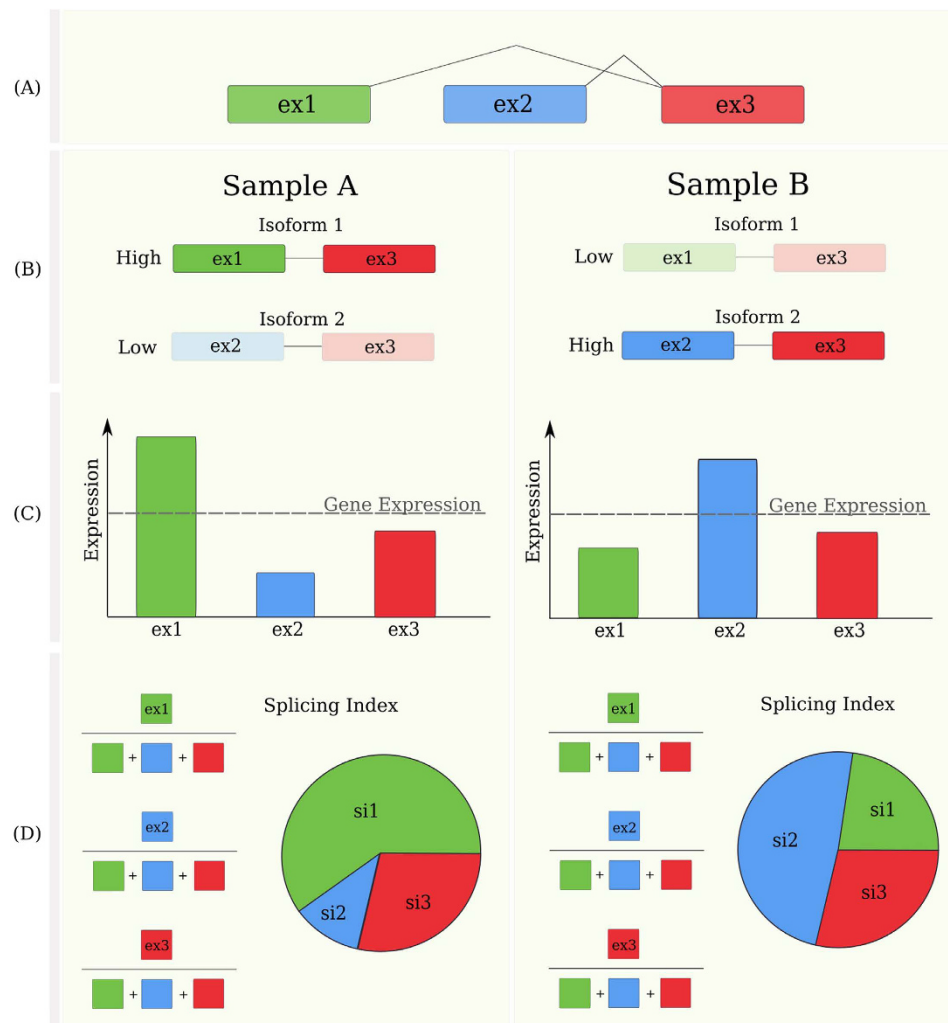 (A)
ex1 ex2 ex3
(B)
Sample A
Isoform 1
High ex1 ex3
Isoform 2
Low ex2 ex3
Sample B
Isoform 1
Low ex1 ex3
Isoform 2
High ex2 ex3
(C)
Expression
Gene Expression
ex1 ex2 ex3
Expression
Gene Expression
ex1 ex2 ex3
(D)
ex1
+ +
ex2
+ +
ex3
+ +
Splicing Index
si1
si2
si3
ex1
+ +
ex2
+ +
ex3
+ +
Splicing Index
si1
si2
si3